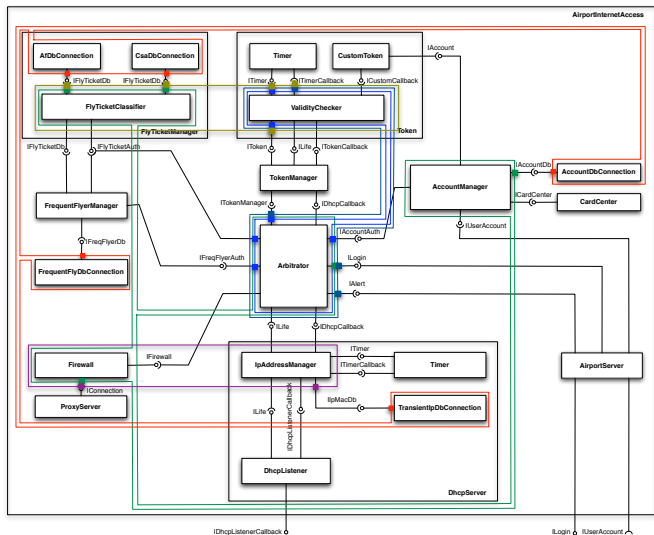 AirportInternetAccess
AfDbConnection
CsaDbConnection
Timer
CustomToken
IAccount
IFlyTicketDb
IFlyTicketDb
ITimer
ITimerCallback
ICustomCallback
FlyTicketClassifier
ValidityChecker
FlyTicketManager
Token
IFlyTicketDb
IFlyTicketAuth
IToken
ILife
ITokenCallback
IAccountDb
TokenManager
AccountManager
AccountDbConnection
ICardCenter
CardCenter
FrequentFlyerManager
ITokenManager
IDhcpCallback
IUserAccount
IAccountAuth
IFreqFlyerDb
IFreqFlyerAuth
ILogin
FrequentFlyDbConnection
Arbitrator
IAlert
ILife
IDhcpCallback
IFirewall
ITimer
Firewall
IpAddressManager
ITimerCallback
Timer
AirportServer
IConnection
ProxyServer
ILife
IDhcpListenerCallback
IIpMacDb
TransientIpDbConnection
DhcpListener
DhcpServer
IDhcpListenerCallback
ILogin
IUserAccount